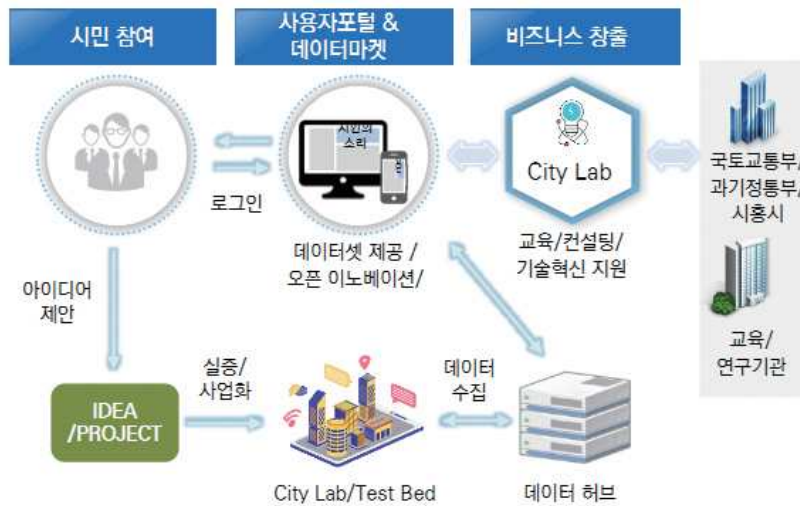 시민 참여
사용자포털 &
데이터마켓
비즈니스 창출
시민의
소리
City Lab
국토교통부/
과기정통부/
시흥시
로그인
데이터셋 제공 /
오픈 이노베이션/
교육/컨설팅/
기술혁신 지원
아이디어
제안
교육/
연구기관
실증/
사업화
데이터
수집
IDEA
/PROJECT
City Lab/Test Bed
데이터 허브